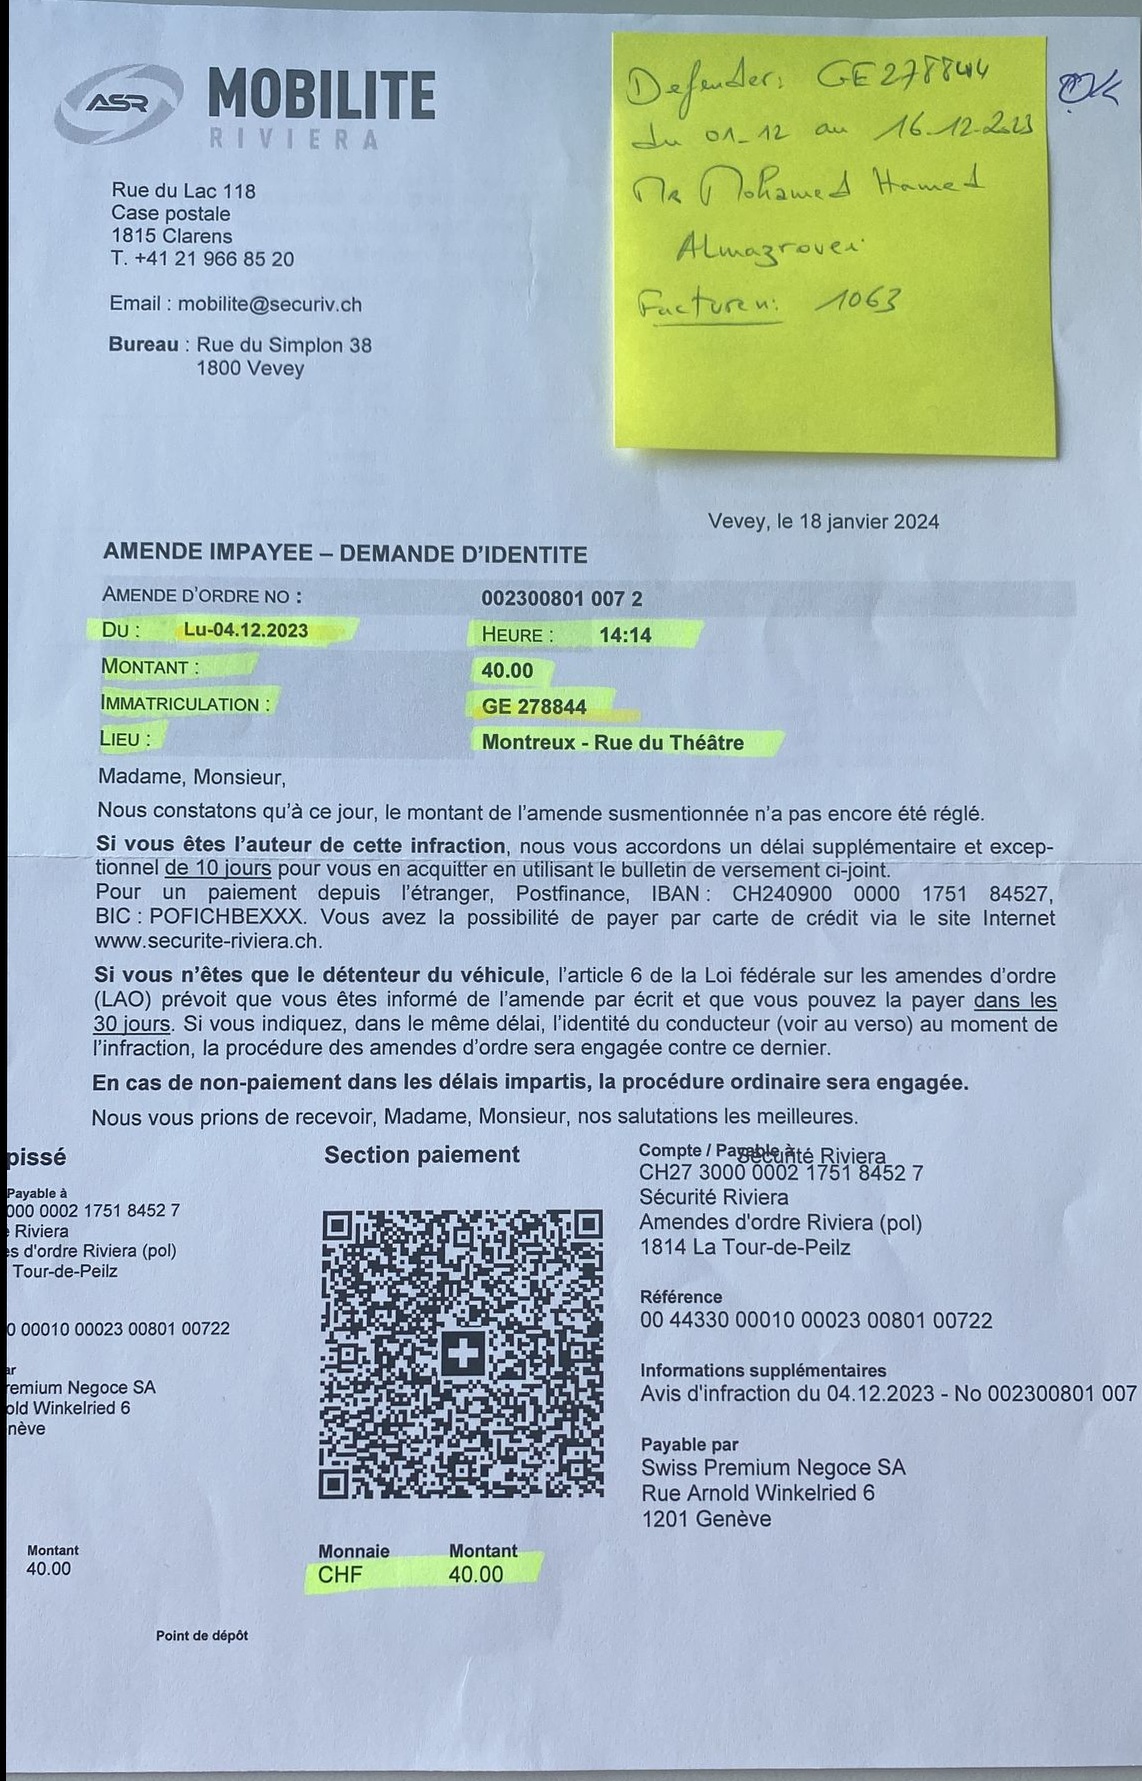 ASR MOBILITE
RIVIERA
Rue du Lac 118
Case postale
1815 Clarens
T. +41 21 966 85 20
Email : mobilite@securiv.ch
Bureau : Rue du Simplon 38
1800 Vevey
Defender: GE278844
du 01_12 au 16-12-2023
Mr Mohamed Hamed
Almazrouei
Facture n: 1063
OK
Vevey, le 18 janvier 2024
AMENDE IMPAYEE – DEMANDE D'IDENTITE
AMENDE D'ORDRE NO : 002300801 007 2
DU : Lu-04.12.2023 HEURE : 14:14
MONTANT : 40.00
IMMATRICULATION : GE 278844
LIEU : Montreux - Rue du Théâtre
Madame, Monsieur,
Nous constatons qu'à ce jour, le montant de l'amende susmentionnée n'a pas encore été réglé.
Si vous êtes l'auteur de cette infraction, nous vous accordons un délai supplémentaire et excep-
tionnel de 10 jours pour vous en acquitter en utilisant le bulletin de versement ci-joint.
Pour un paiement depuis l'étranger, Postfinance, IBAN : CH240900 0000 1751 84527,
BIC : POFICHBEXXX. Vous avez la possibilité de payer par carte de crédit via le site Internet
www.securite-riviera.ch.
Si vous n'êtes que le détenteur du véhicule, l'article 6 de la Loi fédérale sur les amendes d'ordre
(LAO) prévoit que vous êtes informé de l'amende par écrit et que vous pouvez la payer dans les
30 jours. Si vous indiquez, dans le même délai, l'identité du conducteur (voir au verso) au moment de
l'infraction, la procédure des amendes d'ordre sera engagée contre ce dernier.
En cas de non-paiement dans les délais impartis, la procédure ordinaire sera engagée.
Nous vous prions de recevoir, Madame, Monsieur, nos salutations les meilleures.
Sécurité Riviera
pissé
Payable à
000 0002 1751 8452 7
e Riviera
es d'ordre Riviera (pol)
Tour-de-Peilz
0 00010 00023 00801 00722
ar
remium Negoce SA
old Winkelried 6
nève
Montant
40.00
Point de dépôt
Section paiement
Monnaie Montant
CHF 40.00
Compte / Payable à
CH27 3000 0002 1751 8452 7
Sécurité Riviera
Amendes d'ordre Riviera (pol)
1814 La Tour-de-Peilz
Référence
00 44330 00010 00023 00801 00722
Informations supplémentaires
Avis d'infraction du 04.12.2023 - No 002300801 007
Payable par
Swiss Premium Negoce SA
Rue Arnold Winkelried 6
1201 Genève